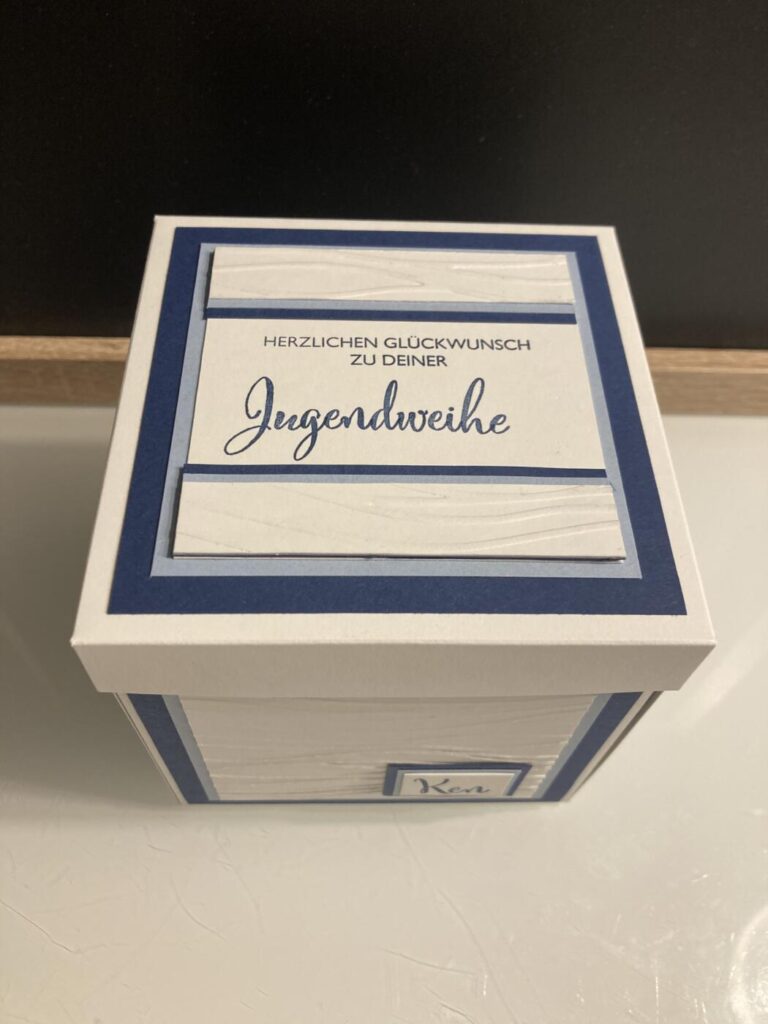 HERZLICHEN GLÜCKWUNSCH
ZU DEINER
Jugendweihe
Ken